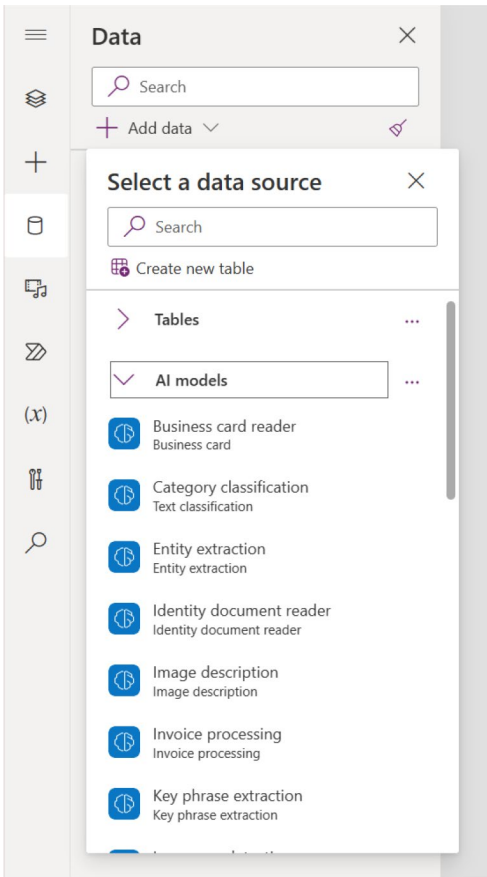 Data
Search
Add data
Select a data source
Search
Create new table
Tables
AI models
Business card reader
Business card
Category classification
Text classification
Entity extraction
Entity extraction
(x)
Identity document reader
Identity document reader
Image description
Image description
Invoice processing
Invoice processing
Key phrase extraction
Key phrase extraction